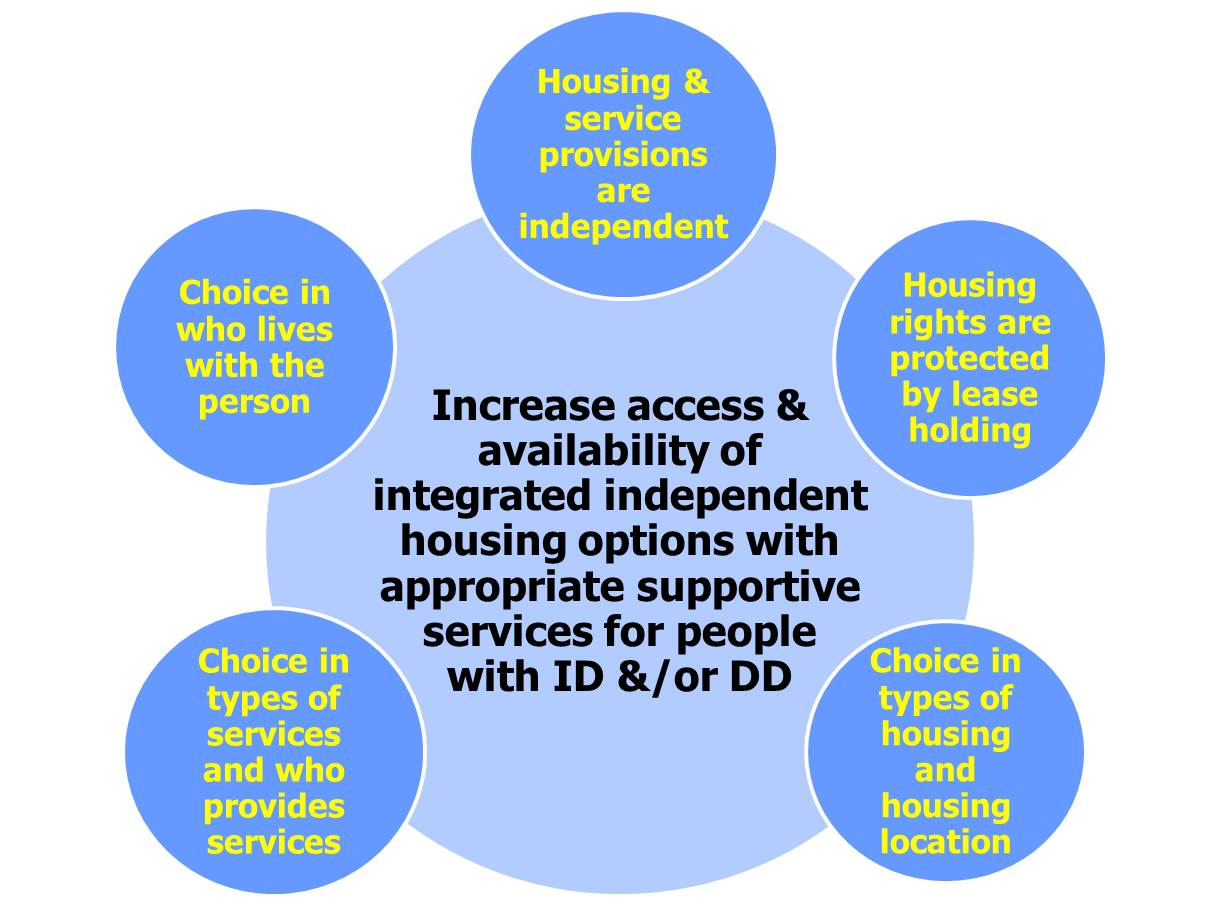 Housing &
service
provisions
are
independent
Choice in
who lives
with the
person
Housing
rights are
protected
by lease
holding
Increase access &
availability of
integrated independent
housing options with
appropriate supportive
services for people
with ID &/or DD
Choice in
types of
services
and who
provides
services
Choice in
types of
housing
and
housing
location